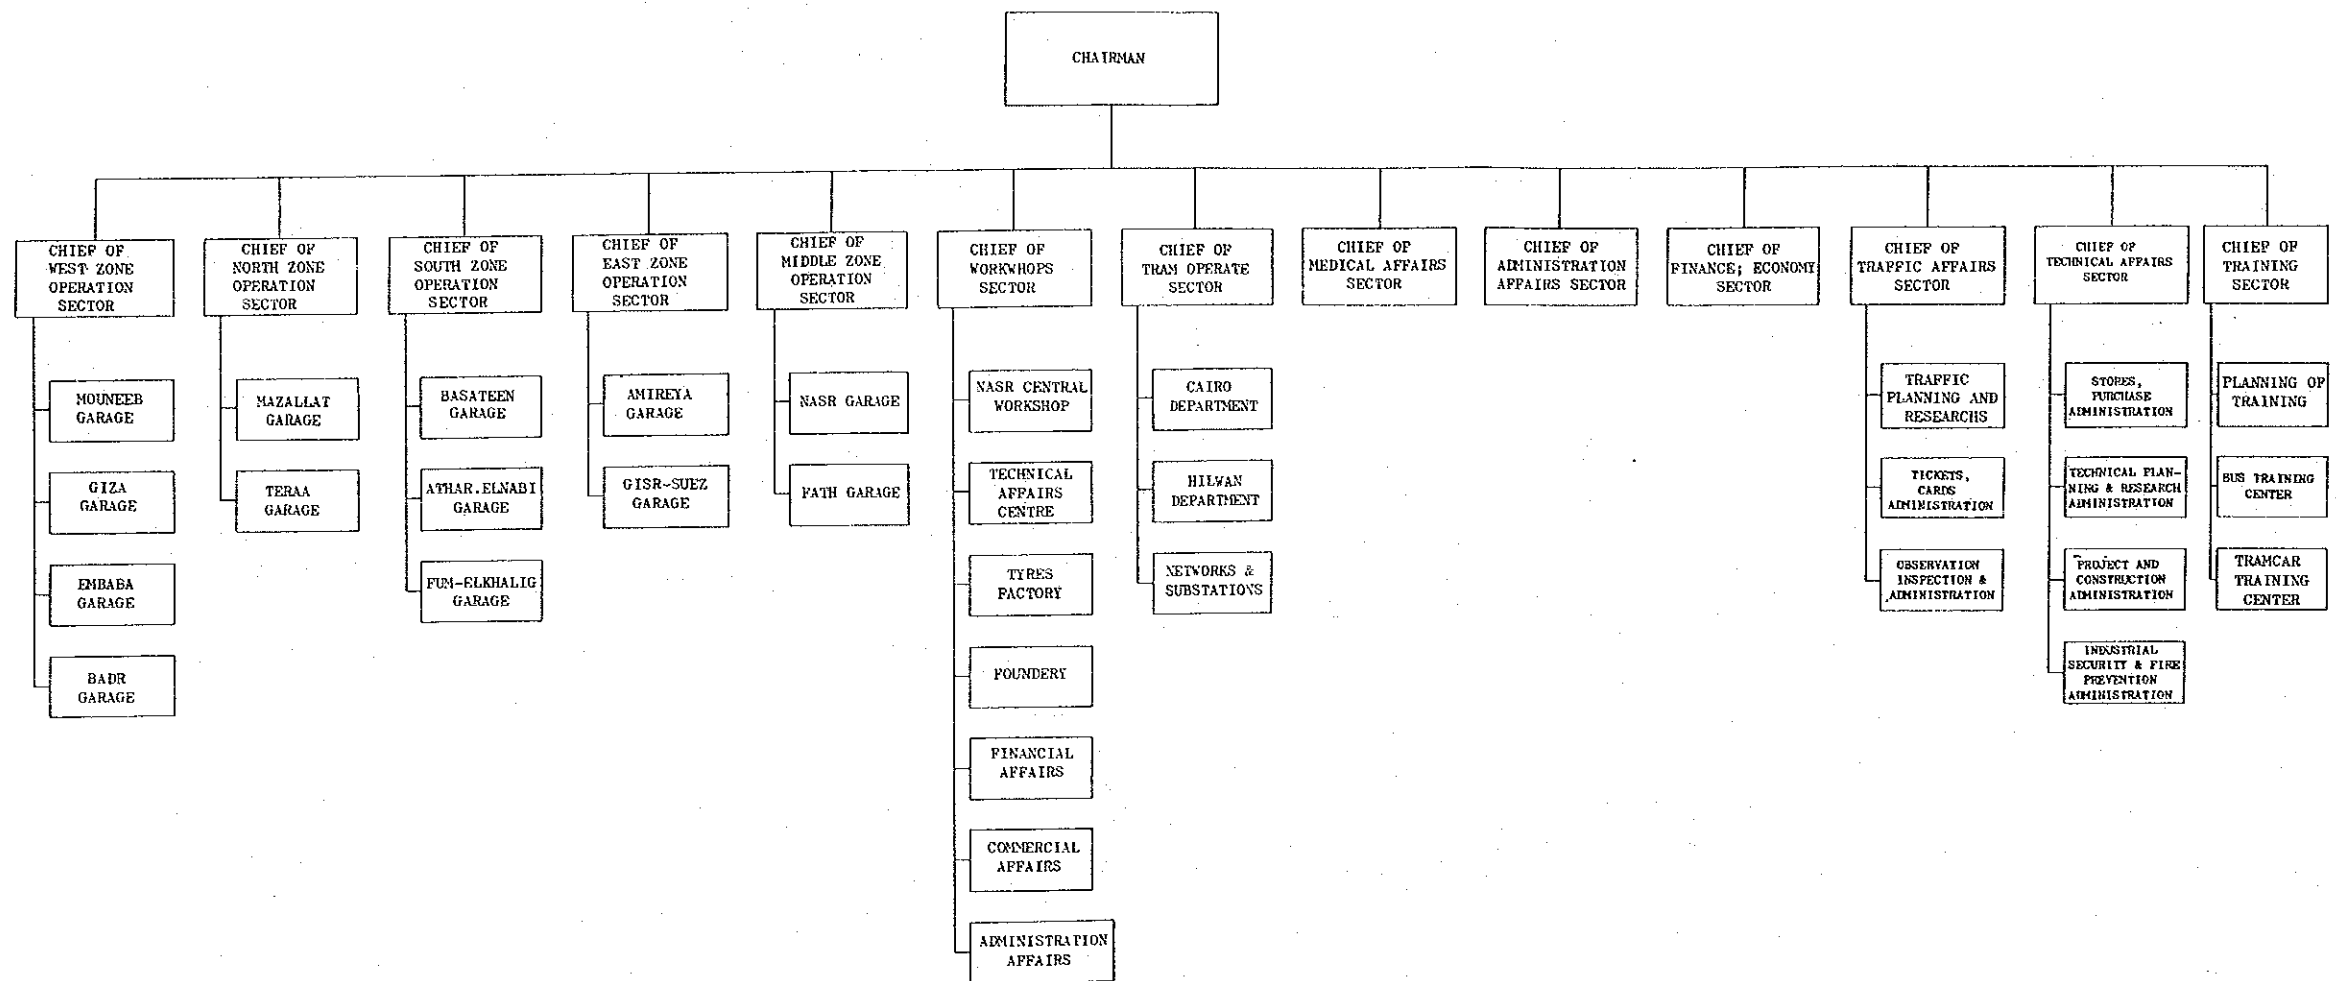 CHAIRMAN
CHIEF OF
WEST ZONE
OPERATION
SECTOR
MOUNEEB
GARAGE
GIZA
GARAGE
EMBABA
GARAGE
BADR
GARAGE
CHIEF OF
NORTH ZONE
OPERATION
SECTOR
MAZALLAT
GARAGE
TERAA
GARAGE
CHIEF OF
SOUTH ZONE
OPERATION
SECTOR
BASATEEN
GARAGE
ATHAR.ELNABI
GARAGE
FUM-ELKHALIG
GARAGE
CHIEF OF
EAST ZONE
OPERATION
SECTOR
AMIREYA
GARAGE
GISR-SUEZ
GARAGE
CHIEF OF
MIDDLE ZONE
OPERATION
SECTOR
NASR GARAGE
FATH GARAGE
CHIEF OF
WORKWHOPS
SECTOR
NASR CENTRAL
WORKSHOP
TECHNICAL
AFFAIRS
CENTRE
TYRES
FACTORY
FOUNDERY
FINANCIAL
AFFAIRS
COMMERCIAL
AFFAIRS
ADMINISTRATION
AFFAIRS
CHIEF OF
TRAM OPERATE
SECTOR
CAIRO
DEPARTMENT
HILWAN
DEPARTMENT
NETWORKS &
SUBSTATIONS
CHIEF OF
MEDICAL AFFAIRS
SECTOR
CHIEF OF
ADMINISTRATION
AFFAIRS SECTOR
CHIEF OF
FINANCE; ECONOMY
SECTOR
CHIEF OF
TRAFFIC AFFAIRS
SECTOR
TRAFFIC
PLANNING AND
RESEARCHS
TICKETS,
CARDS
ADMINISTRATION
OBSERVATION
INSPECTION &
ADMINISTRATION
CHIEF OF
TECHNICAL AFFAIRS
SECTOR
STORES,
PURCHASE
ADMINISTRATION
TECHNICAL PLAN-
NING & RESEARCH
ADMINISTRATION
PROJECT AND
CONSTRUCTION
ADMINISTRATION
INDUSTRIAL
SECURITY & FIRE
PREVENTION
ADMINISTRATION
CHIEF OF
TRAINING
SECTOR
PLANNING OF
TRAINING
BUS TRAINING
CENTER
TRAMCAR
TRAINING
CENTER